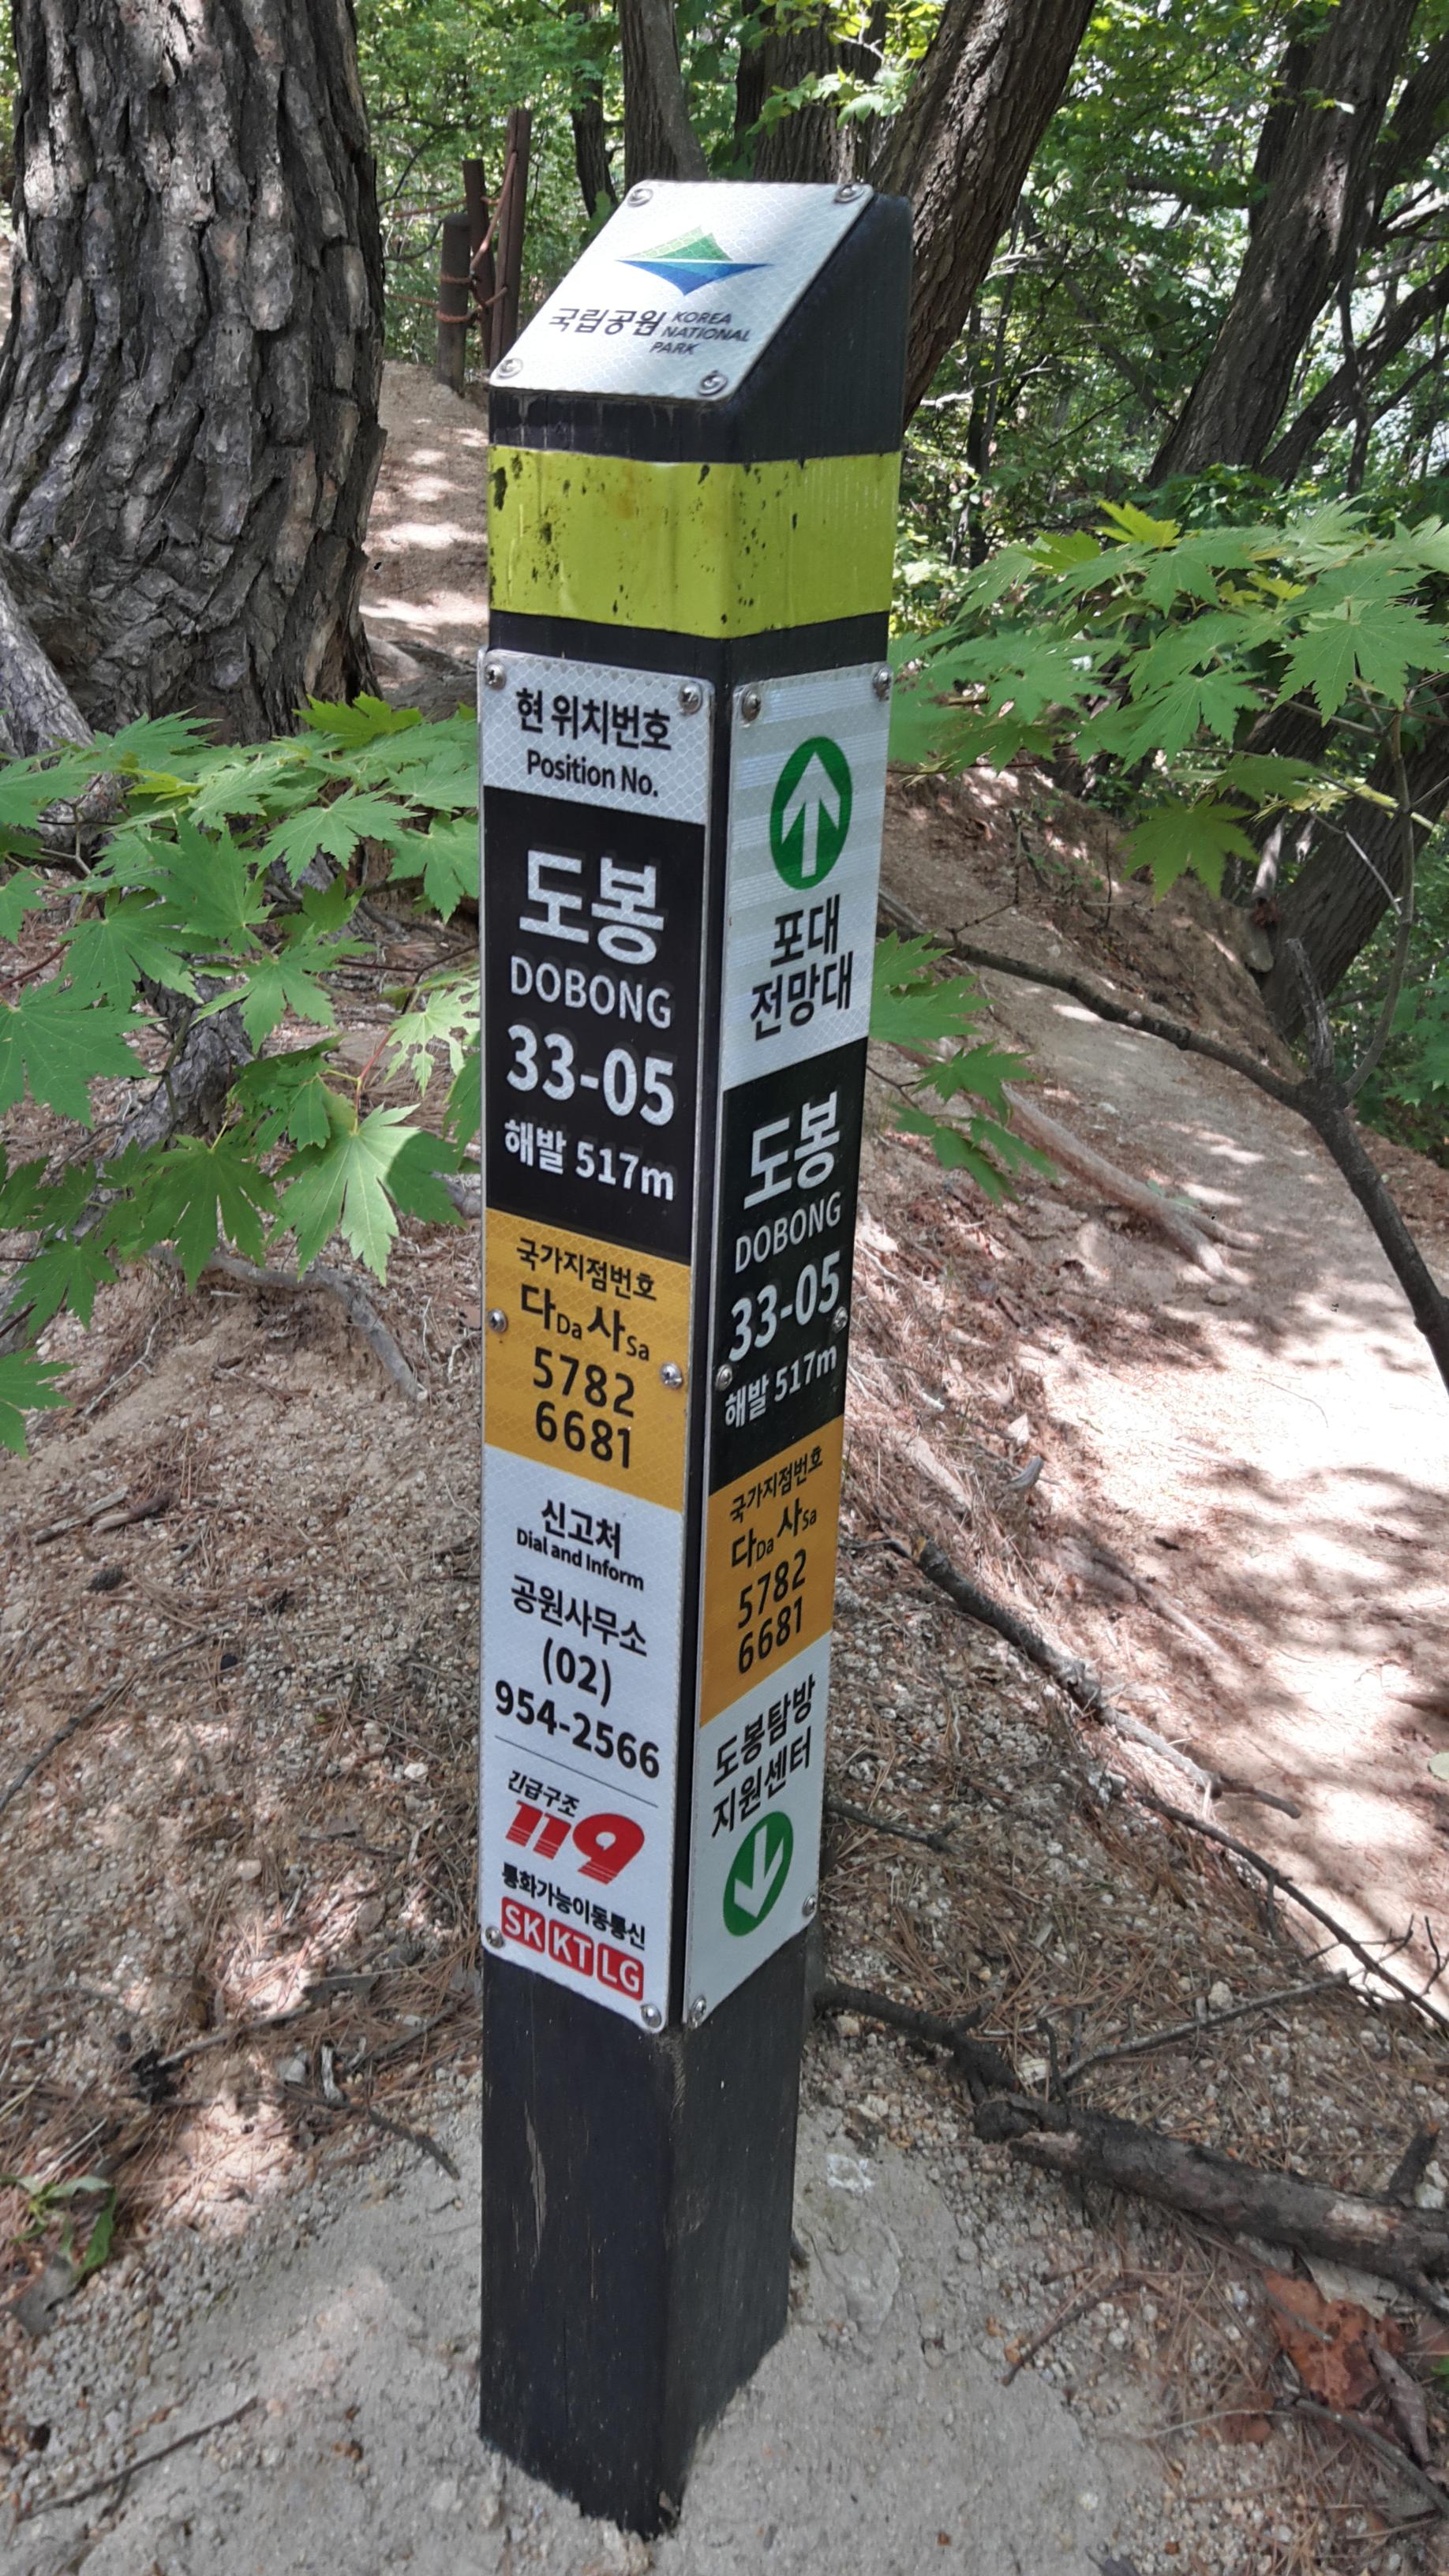 국립공원 KOREA
NATIONAL
PARK
현 위치번호
Position No.
도봉
DOBONG
33-05
해발 517m
국가지점번호
다Da 사Sa
5782
6681
신고처
Dial and Inform
공원사무소
(02)
954-2566
긴급구조
119
통화가능이동통신
SK KT LG
포대
전망대
도봉
DOBONG
33-05
해발 517m
국가지점번호
다Da 사Sa
5782
6681
도봉탐방
지원센터